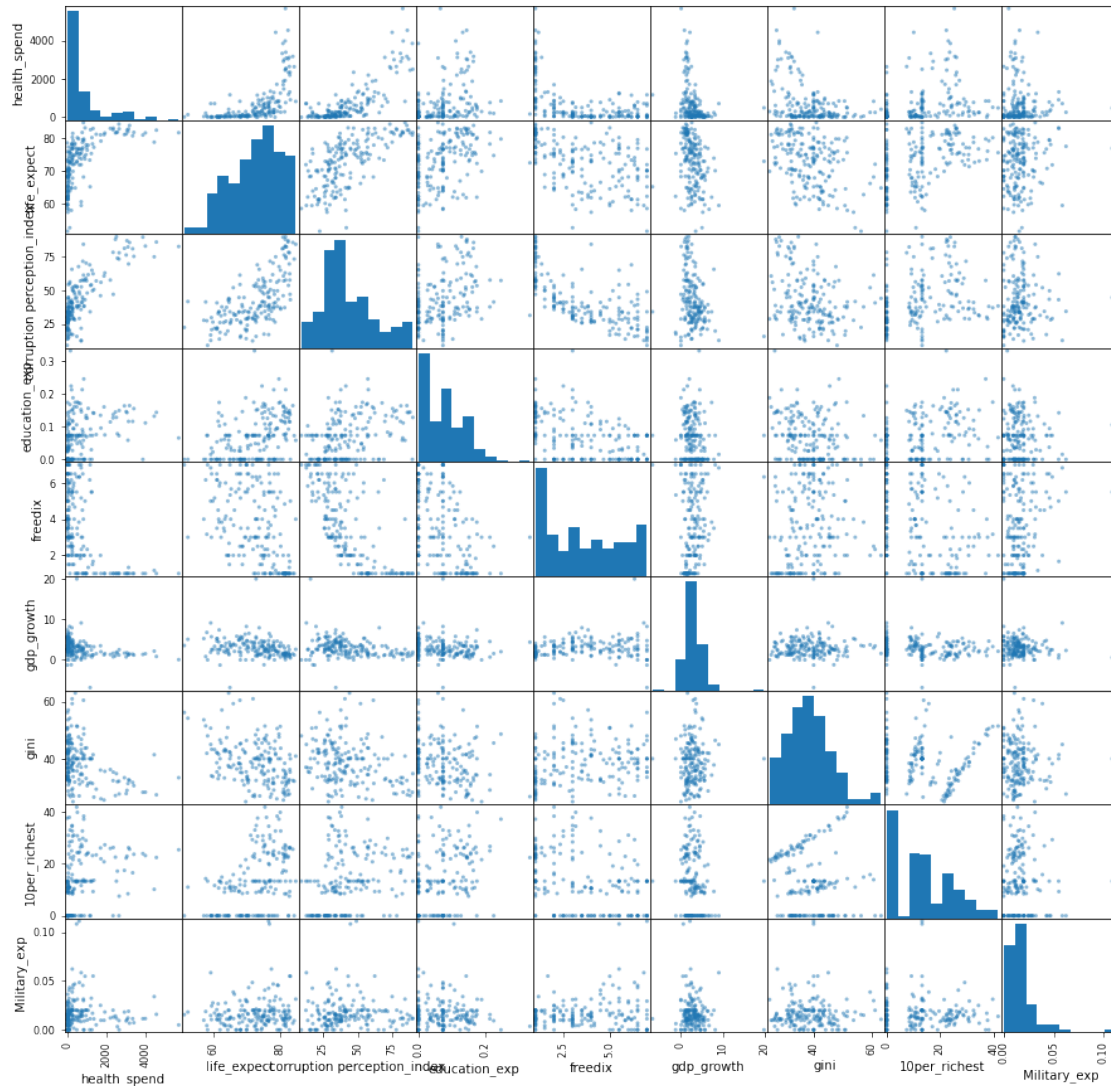 health_spend
4000
2000
0
life_expect
80
70
60
corruption perception_index
75
50
25
education_exp
0.3
0.2
0.1
0.0
freedix
6
4
2
gdp_growth
20
10
0
gini
60
40
10per_richest
40
20
0
Military_exp
0.10
0.05
0.00
0 2000 4000 60 80 25 50 75 0.0 0.2 2.5 5.0 0 10 20 20 40 60 0 20 40 0.00 0.05 0.10
health_spend life_expect corruption perception_index education_exp freedix gdp_growth gini 10per_richest Military_exp